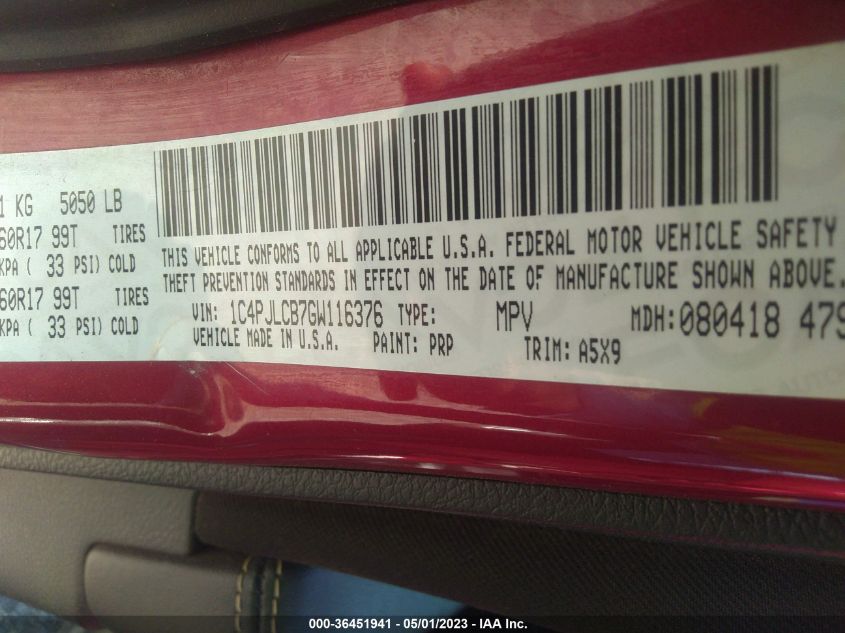 1 KG 5050 LB
60R17 99T TIRES
KPA ( 33 PSI) COLD
60R17 99T TIRES
KPA ( 33 PSI) COLD
THIS VEHICLE CONFORMS TO ALL APPLICABLE U.S.A. FEDERAL MOTOR VEHICLE SAFETY
THEFT PREVENTION STANDARDS IN EFFECT ON THE DATE OF MANUFACTURE SHOWN ABOVE.
VIN: 1C4PJLCB7GW116376 TYPE: MPV MDH: 080418 479
VEHICLE MADE IN U.S.A. PAINT: PRP TRIM: A5X9
000-36451941 - 05/01/2023 - IAA Inc.